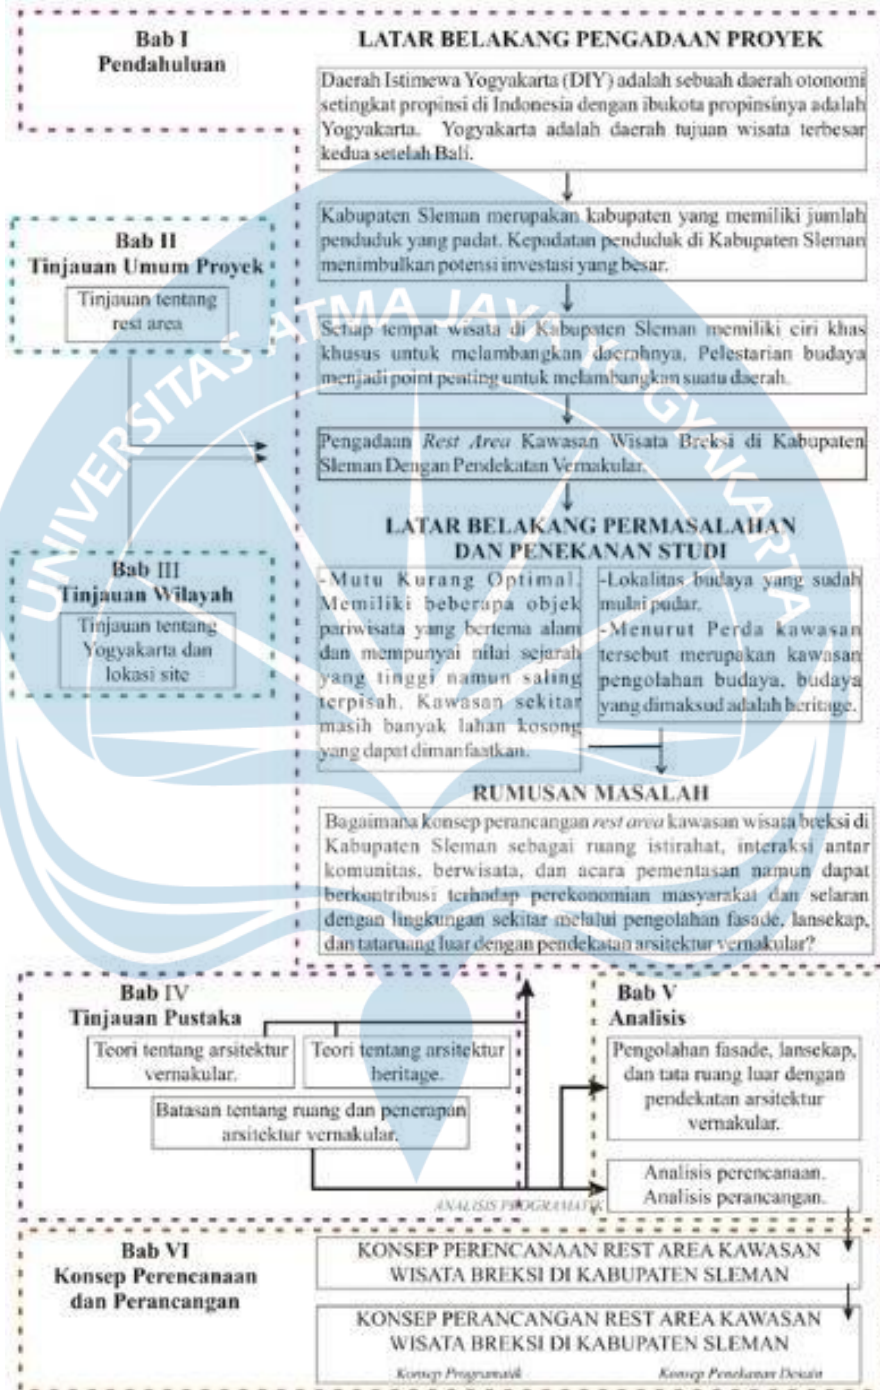 Bab I
Pendahuluan
LATAR BELAKANG PENGADAAN PROYEK
Daerah Istimewa Yogyakarta (DIY) adalah sebuah daerah otonomi
setingkat propinsi di Indonesia dengan ibukota propinsinya adalah
Yogyakarta. Yogyakarta adalah daerah tujuan wisata terbesar
kedua setelah Bali.
Bab II
Tinjauan Umum Proyek
Tinjauan tentang
rest area
Kabupaten Sleman merupakan kabupaten yang memiliki jumlah
penduduk yang padat. Kepadatan penduduk di Kabupaten Sleman
menimbulkan potensi investasi yang besar.
Setiap tempat wisata di Kabupaten Sleman memiliki ciri khas
khusus untuk melambangkan daerahnya. Pelestarian budaya
menjadi point penting untuk melambangkan suatu daerah.
Pengadaan Rest Area Kawasan Wisata Breksi di Kabupaten
Sleman Dengan Pendekatan Vernakular.
UNIVERSITAS ATMA JAYA YOGYAKARTA
Bab III
Tinjauan Wilayah
Tinjauan tentang
Yogyakarta dan
lokasi site
LATAR BELAKANG PERMASALAHAN
DAN PENEKANAN STUDI
-Mutu Kurang Optimal.
Memiliki beberapa objek
pariwisata yang bertema alam
dan mempunyai nilai sejarah
yang tinggi namun saling
terpisah. Kawasan sekitar
masih banyak lahan kosong
yang dapat dimanfaatkan.
-Lokalitas budaya yang sudah
mulai pudar.
-Menurut Perda kawasan
tersebut merupakan kawasan
pengolahan budaya, budaya
yang dimaksud adalah heritage.
RUMUSAN MASALAH
Bagaimana konsep perancangan rest area kawasan wisata breksi di
Kabupaten Sleman sebagai ruang istirahat, interaksi antar
komunitas, berwisata, dan acara pementasan namun dapat
berkontribusi terhadap perekonomian masyarakat dan selaran
dengan lingkungan sekitar melalui pengolahan fasade, lansekap,
dan tataruang luar dengan pendekatan arsitektur vernakular?
Bab IV
Tinjauan Pustaka
Teori tentang arsitektur
vernakular.
Teori tentang arsitektur
heritage.
Batasan tentang ruang dan penerapan
arsitektur vernakular.
Bab V
Analisis
Pengolahan fasade, lansekap,
dan tata ruang luar dengan
pendekatan arsitektur
vernakular.
Analisis perencanaan.
Analisis perancangan.
ANALISIS PROGRAMATIK
Bab VI
Konsep Perencanaan
dan Perancangan
KONSEP PERENCANAAN REST AREA KAWASAN
WISATA BREKSI DI KABUPATEN SLEMAN
KONSEP PERANCANGAN REST AREA KAWASAN
WISATA BREKSI DI KABUPATEN SLEMAN
Konsep Programatik
Konsep Penekanan Desain